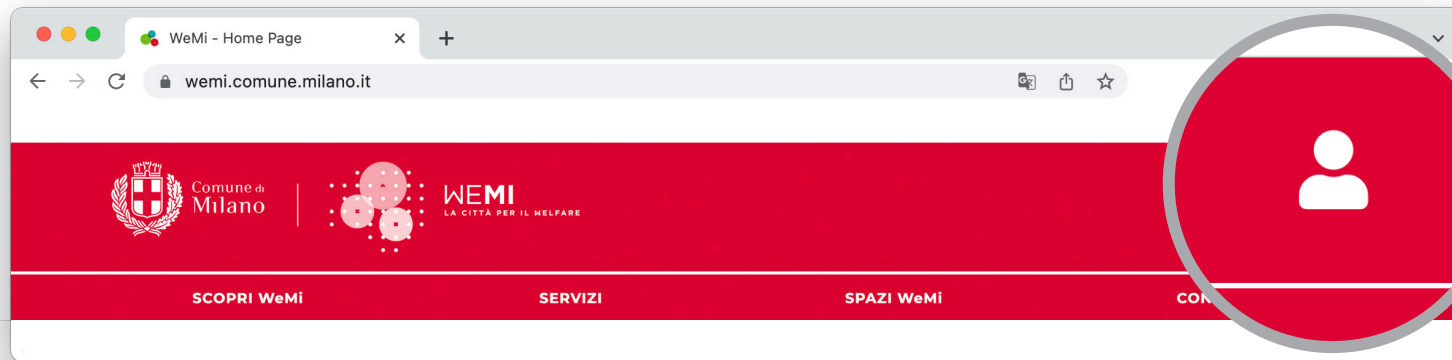 WeMi - Home Page
wemi.comune.milano.it
Comune di
Milano
WEMI
LA CITTÀ PER IL WELFARE
SCOPRI WeMi SERVIZI SPAZI WeMi CON